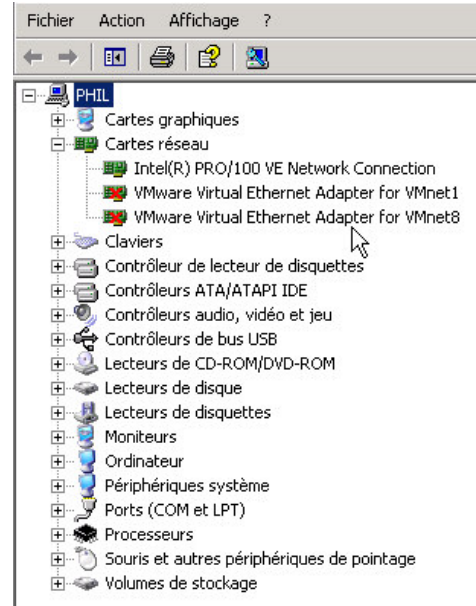 Fichier Action Affichage ?
PHIL
Cartes graphiques
Cartes réseau
Intel(R) PRO/100 VE Network Connection
VMware Virtual Ethernet Adapter for VMnet1
VMware Virtual Ethernet Adapter for VMnet8
Claviers
Contrôleur de lecteur de disquettes
Contrôleurs ATA/ATAPI IDE
Contrôleurs audio, vidéo et jeu
Contrôleurs de bus USB
Lecteurs de CD-ROM/DVD-ROM
Lecteurs de disque
Lecteurs de disquettes
Moniteurs
Ordinateur
Périphériques système
Ports (COM et LPT)
Processeurs
Souris et autres périphériques de pointage
Volumes de stockage